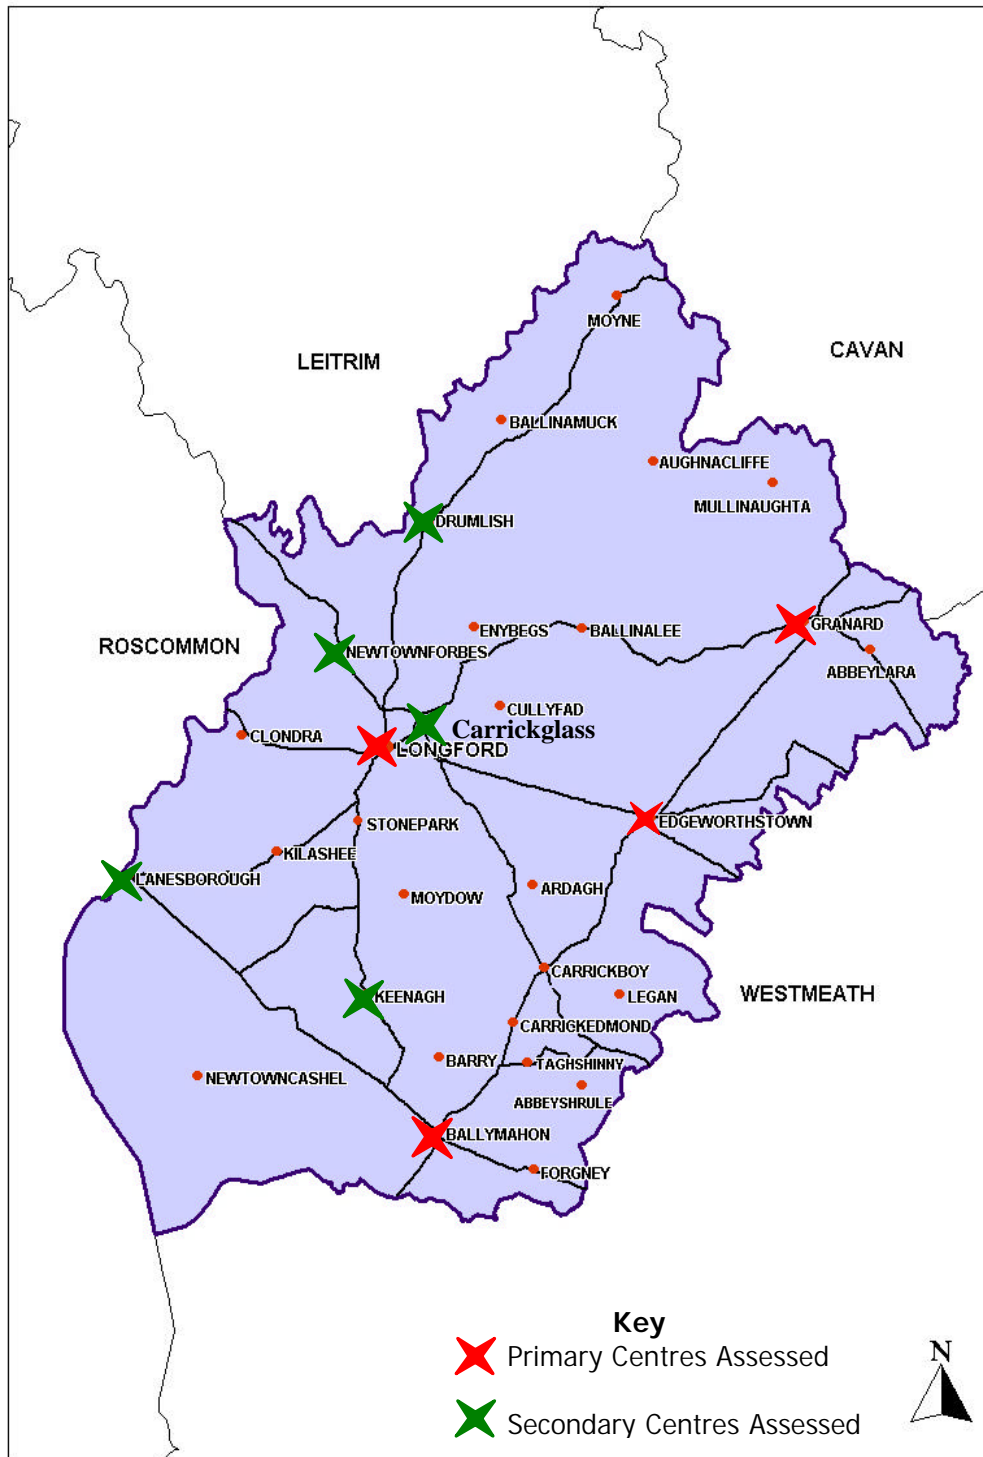 MOYNE
CAVAN
LEITRIM
BALLINAMUCK
AUGHNACLIFFE
MULLINAUGHTA
DRUMLISH
GRANARD
ENYBEGS
BALLINALEE
ROSCOMMON
NEWTOWNFORBES
ABBEYLARA
CULLYFAD
Carrickglass
CLONDRA
LONGFORD
EDGEWORTHSTOWN
STONEPARK
KILASHEE
LANESBOROUGH
ARDAGH
MOYDOW
CARRICKBOY
WESTMEATH
LEGAN
KEENAGH
CARRICKEDMOND
BARRY
TAGHSHINNY
NEWTOWNCASHEL
ABBEYSHRULE
BALLYMAHON
FORGNEY
Key
Primary Centres Assessed
N
Secondary Centres Assessed